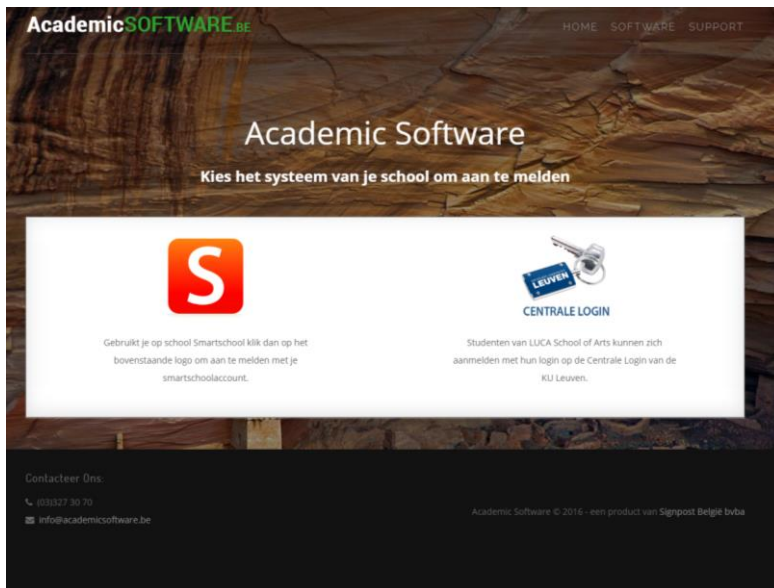 AcademicSOFTWARE.BE
HOME SOFTWARE SUPPORT
Academic Software
Kies het systeem van je school om aan te melden
S
LEUVEN
CENTRALE LOGIN
Gebruikt je op school Smartschool klik dan op het
bovenstaande logo om aan te melden met je
smartschoolaccount.
Studenten van LUCA School of Arts kunnen zich
aanmelden met hun login op de Centrale Login van de
KU Leuven.
Contacteer Ons:
(03)327 30 70
info@academicsoftware.be
Academic Software © 2016 - een product van Signpost België bvba